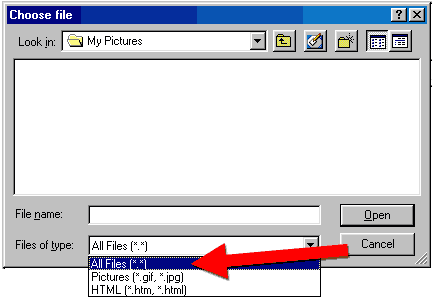 Choose file
Look in: My Pictures
File name: Open
Files of type: All Files (*.*) Cancel
All Files (*.*)
Pictures (*.gif, *.jpg)
HTML (*.htm, *.html)